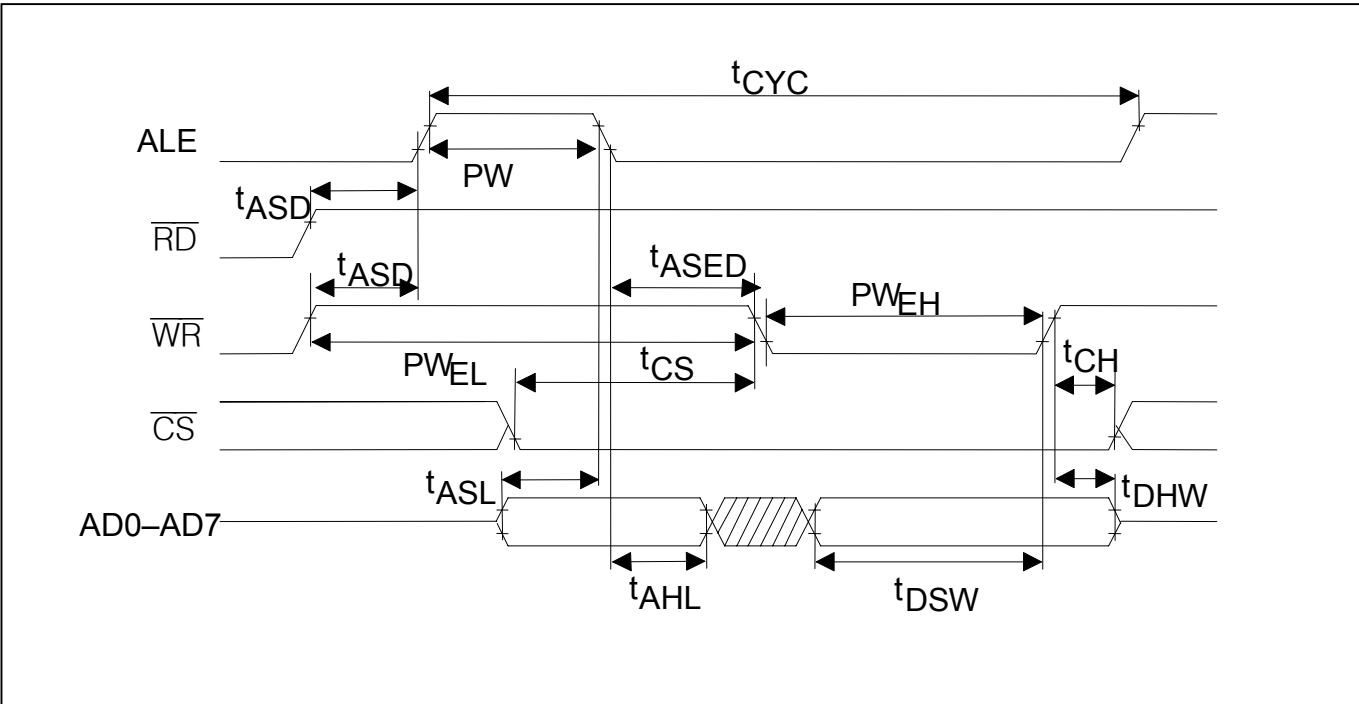 tCYC
ALE
PW
tASD
RD
tASD
tASED
PWEH
WR
PWEL
tCS
tCH
CS
tASL
tDHW
AD0–AD7
tAHL
tDSW